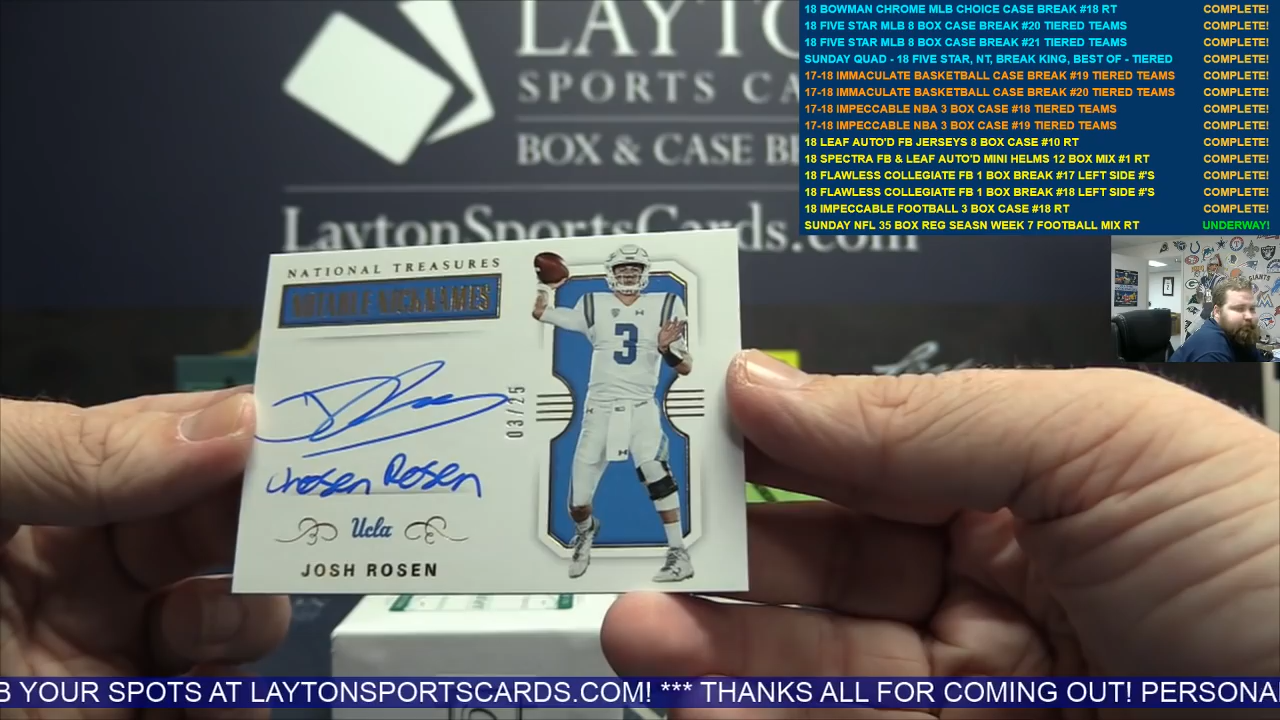 LAYTO
SPORTS CA
BOX & CASE B
LaytonSportsCards.com
18 BOWMAN CHROME MLB CHOICE CASE BREAK #18 RT COMPLETE!
18 FIVE STAR MLB 8 BOX CASE BREAK #20 TIERED TEAMS COMPLETE!
18 FIVE STAR MLB 8 BOX CASE BREAK #21 TIERED TEAMS COMPLETE!
SUNDAY QUAD - 18 FIVE STAR, NT, BREAK KING, BEST OF - TIERED COMPLETE!
17-18 IMMACULATE BASKETBALL CASE BREAK #19 TIERED TEAMS COMPLETE!
17-18 IMMACULATE BASKETBALL CASE BREAK #20 TIERED TEAMS COMPLETE!
17-18 IMPECCABLE NBA 3 BOX CASE #18 TIERED TEAMS COMPLETE!
17-18 IMPECCABLE NBA 3 BOX CASE #19 TIERED TEAMS COMPLETE!
18 LEAF AUTO'D FB JERSEYS 8 BOX CASE #10 RT COMPLETE!
18 SPECTRA FB & LEAF AUTO'D MINI HELMS 12 BOX MIX #1 RT COMPLETE!
18 FLAWLESS COLLEGIATE FB 1 BOX BREAK #17 LEFT SIDE #'S COMPLETE!
18 FLAWLESS COLLEGIATE FB 1 BOX BREAK #18 LEFT SIDE #'S COMPLETE!
18 IMPECCABLE FOOTBALL 3 BOX CASE #18 RT COMPLETE!
SUNDAY NFL 35 BOX REG SEASN WEEK 7 FOOTBALL MIX RT UNDERWAY!
NATIONAL TREASURES
NOTABLE NICKNAMES
3
03/25
Chosen Rosen
Ucla
JOSH ROSEN
B YOUR SPOTS AT LAYTONSPORTSCARDS.COM! *** THANKS ALL FOR COMING OUT! PERSONA